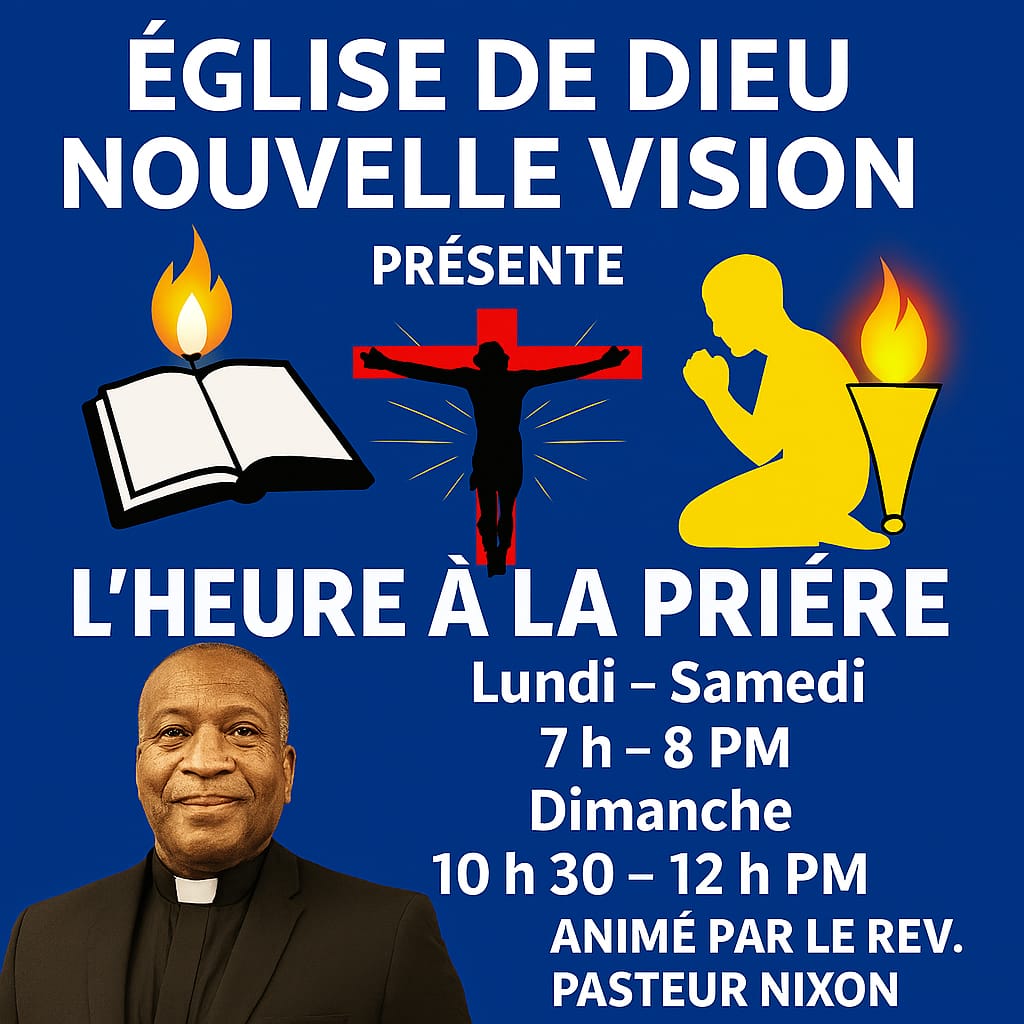 ÉGLISE DE DIEU
NOUVELLE VISION
PRÉSENTE
L'HEURE À LA PRIÉRE
Lundi – Samedi
7 h – 8 PM
Dimanche
10 h 30 – 12 h PM
ANIMÉ PAR LE REV.
PASTEUR NIXON